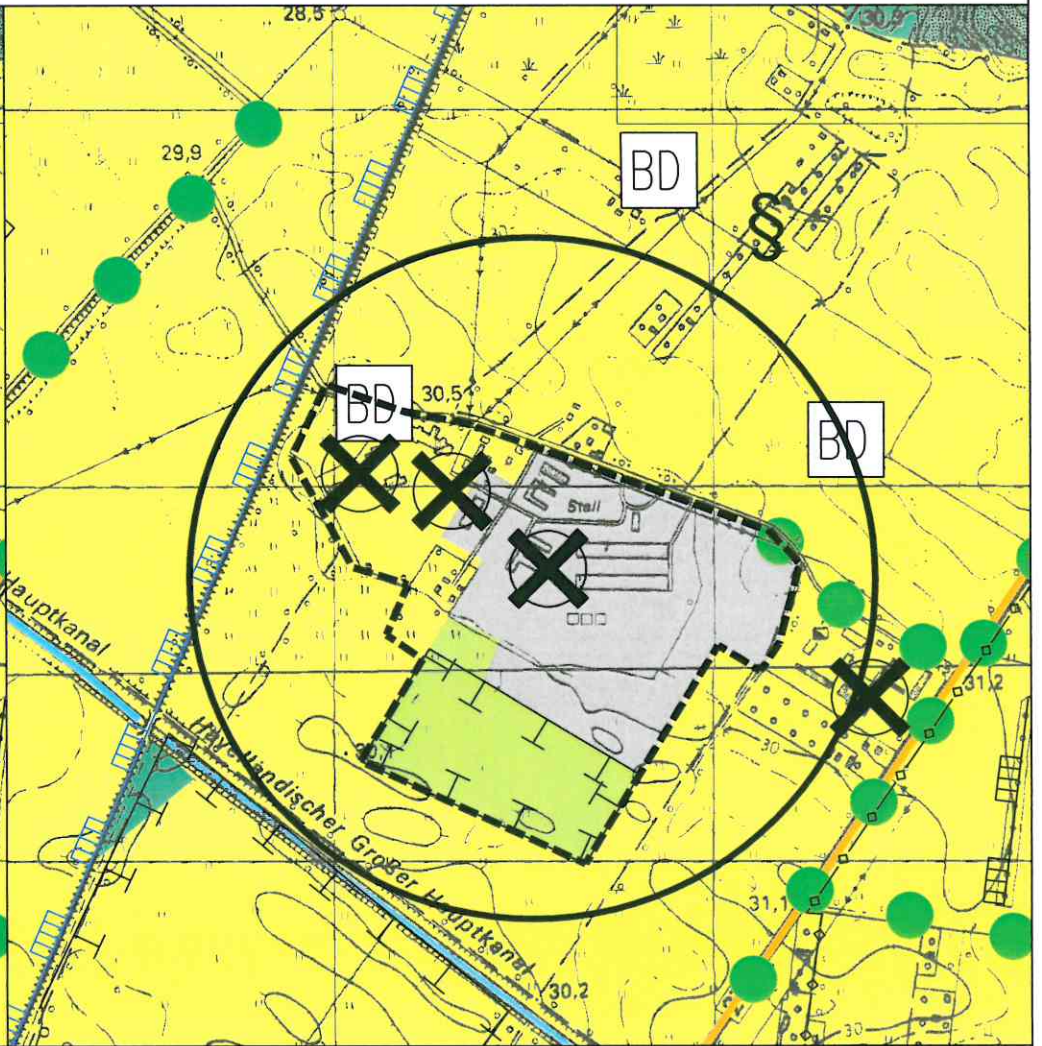 28,5
30,9
29,9
BD
§
30
BD
30,5
BD
Stall
Hauptkanal
31,2
30
Havelländischer Großer Hauptkanal
31,1
30,2
30